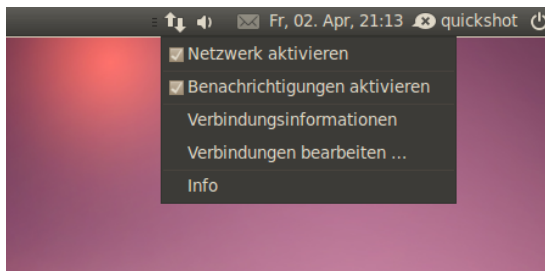 Fr, 02. Apr, 21:13 quickshot
Netzwerk aktivieren
Benachrichtigungen aktivieren
Verbindungsinformationen
Verbindungen bearbeiten ...
Info